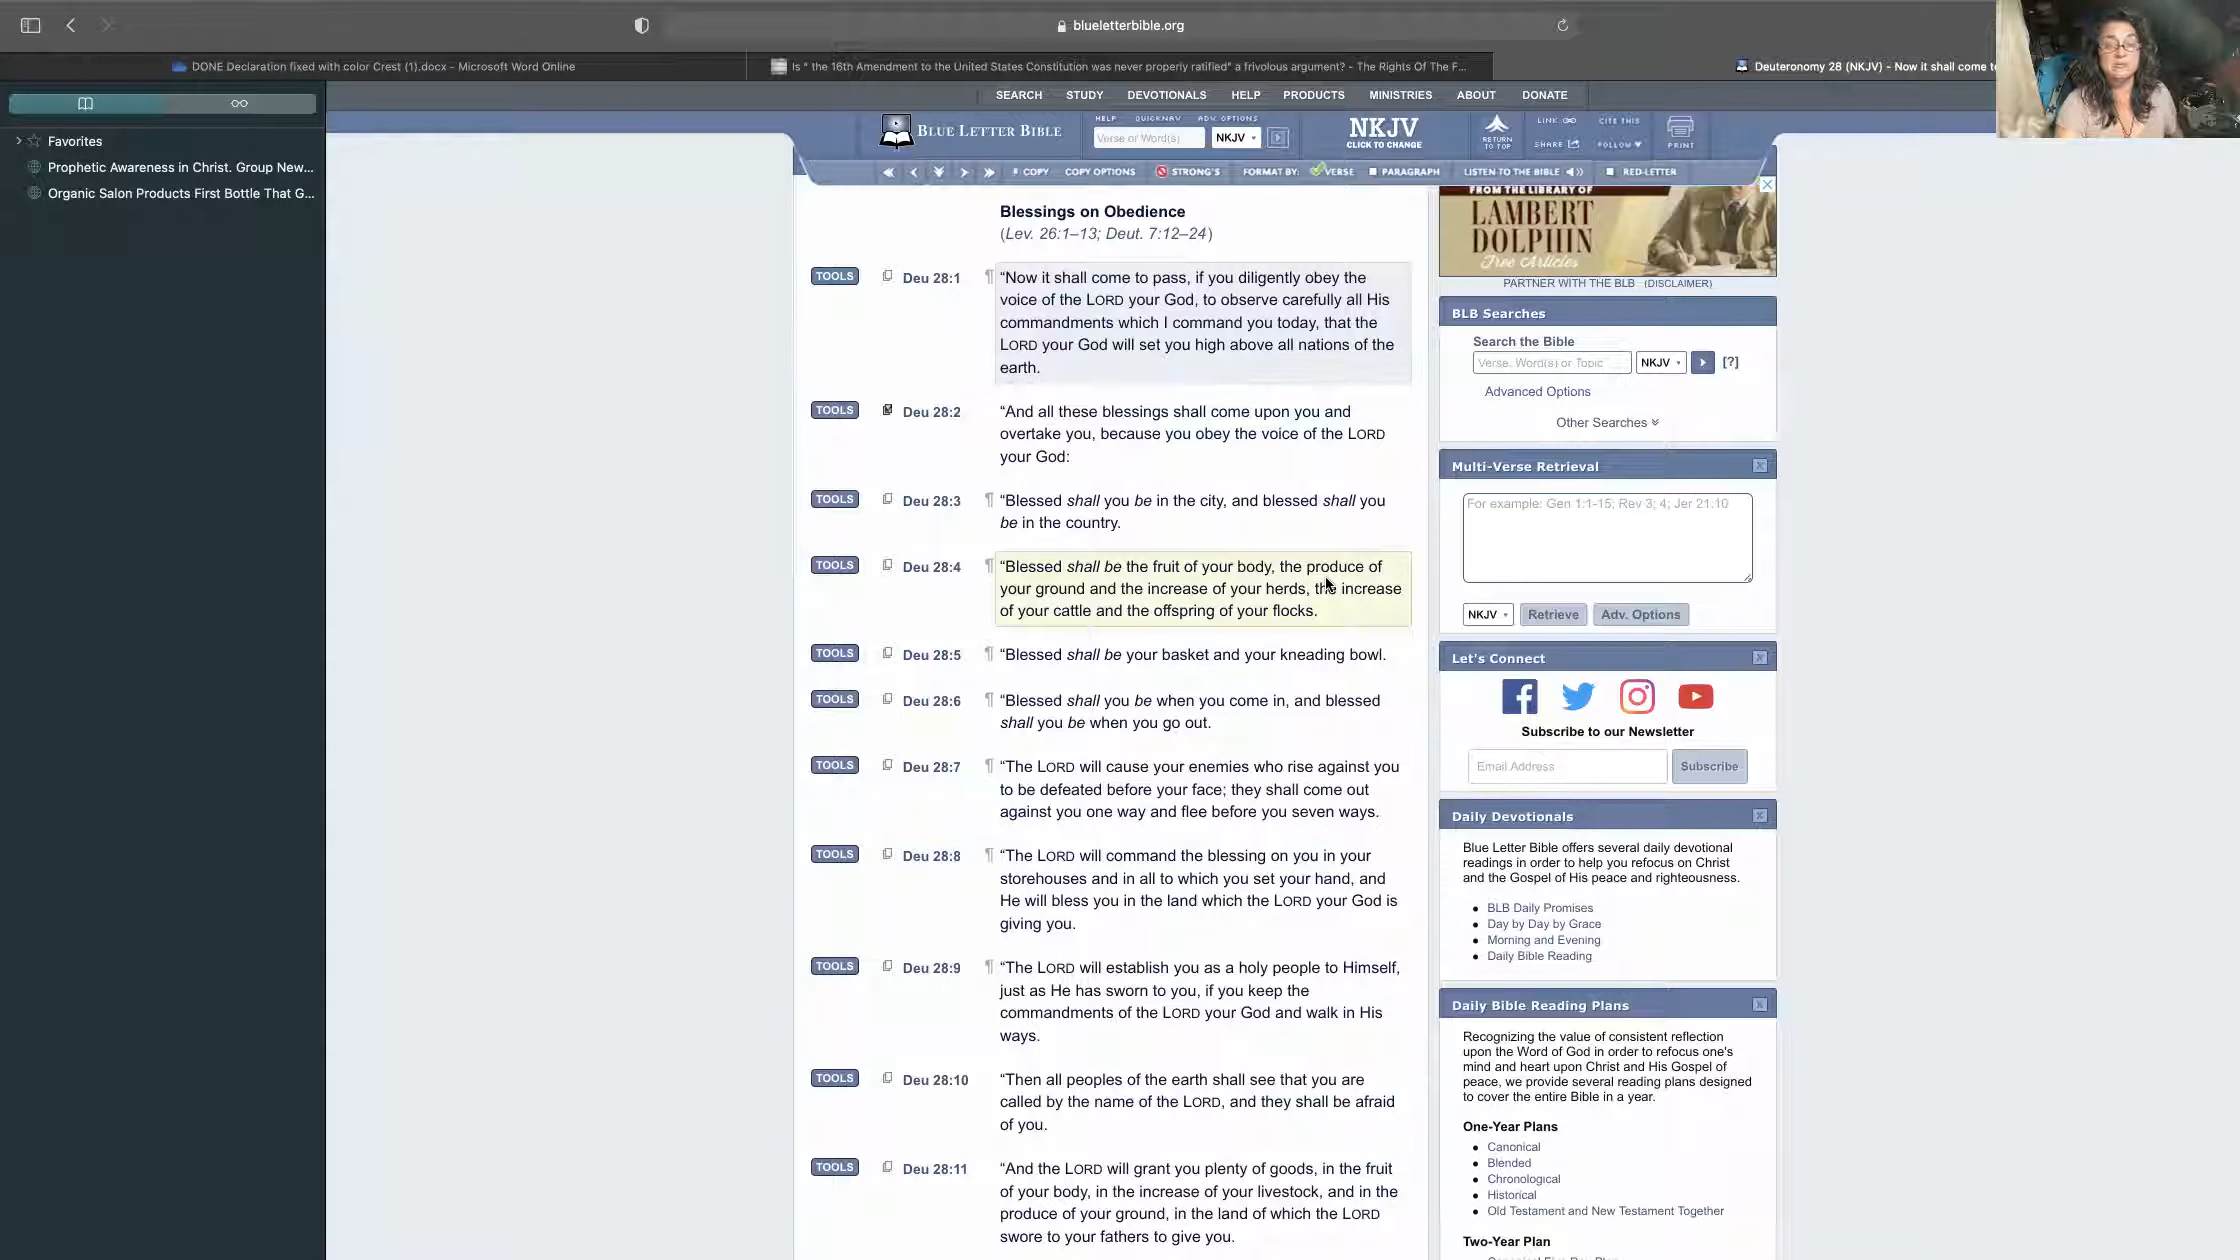 blueletterbible.org
DONE Declaration fixed with color Crest (1).docx - Microsoft Word Online
Is " the 16th Amendment to the United States Constitution was never properly ratified" a frivolous argument? - The Rights Of The F...
Deuteronomy 28 (NKJV) - Now it shall come to
Favorites
Prophetic Awareness in Christ. Group New...
Organic Salon Products First Bottle That G...
SEARCH STUDY DEVOTIONALS HELP PRODUCTS MINISTRIES ABOUT DONATE
BLUE LETTER BIBLE
HELP QUICKNAV ADV. OPTIONS
Verse or Word(s) NKJV
NKJV
CLICK TO CHANGE
RETURN TO TOP
LINK CITE THIS
SHARE FOLLOW
PRINT
COPY COPY OPTIONS STRONG'S FORMAT BY: VERSE PARAGRAPH LISTEN TO THE BIBLE RED-LETTER
Blessings on Obedience
(Lev. 26:1–13; Deut. 7:12–24)
TOOLS Deu 28:1 ¶ “Now it shall come to pass, if you diligently obey the
voice of the LORD your God, to observe carefully all His
commandments which I command you today, that the
LORD your God will set you high above all nations of the
earth.
TOOLS Deu 28:2 “And all these blessings shall come upon you and
overtake you, because you obey the voice of the LORD
your God:
TOOLS Deu 28:3 ¶ “Blessed shall you be in the city, and blessed shall you
be in the country.
TOOLS Deu 28:4 ¶ “Blessed shall be the fruit of your body, the produce of
your ground and the increase of your herds, the increase
of your cattle and the offspring of your flocks.
TOOLS Deu 28:5 ¶ “Blessed shall be your basket and your kneading bowl.
TOOLS Deu 28:6 ¶ “Blessed shall you be when you come in, and blessed
shall you be when you go out.
TOOLS Deu 28:7 ¶ “The LORD will cause your enemies who rise against you
to be defeated before your face; they shall come out
against you one way and flee before you seven ways.
TOOLS Deu 28:8 ¶ “The LORD will command the blessing on you in your
storehouses and in all to which you set your hand, and
He will bless you in the land which the LORD your God is
giving you.
TOOLS Deu 28:9 ¶ “The LORD will establish you as a holy people to Himself,
just as He has sworn to you, if you keep the
commandments of the LORD your God and walk in His
ways.
TOOLS Deu 28:10 ¶ “Then all peoples of the earth shall see that you are
called by the name of the LORD, and they shall be afraid
of you.
TOOLS Deu 28:11 ¶ “And the LORD will grant you plenty of goods, in the fruit
of your body, in the increase of your livestock, and in the
produce of your ground, in the land of which the LORD
swore to your fathers to give you.
FROM THE LIBRARY OF
LAMBERT
DOLPHIN
Free Articles
PARTNER WITH THE BLB (DISCLAIMER)
BLB Searches
Search the Bible
Verse, Word(s) or Topic NKJV [?]
Advanced Options
Other Searches
Multi-Verse Retrieval
For example: Gen 1:1-15; Rev 3; 4; Jer 21:10
NKJV Retrieve Adv. Options
Let's Connect
Subscribe to our Newsletter
Email Address Subscribe
Daily Devotionals
Blue Letter Bible offers several daily devotional
readings in order to help you refocus on Christ
and the Gospel of His peace and righteousness.
BLB Daily Promises
Day by Day by Grace
Morning and Evening
Daily Bible Reading
Daily Bible Reading Plans
Recognizing the value of consistent reflection
upon the Word of God in order to refocus one's
mind and heart upon Christ and His Gospel of
peace, we provide several reading plans designed
to cover the entire Bible in a year.
One-Year Plans
Canonical
Blended
Chronological
Historical
Old Testament and New Testament Together
Two-Year Plan